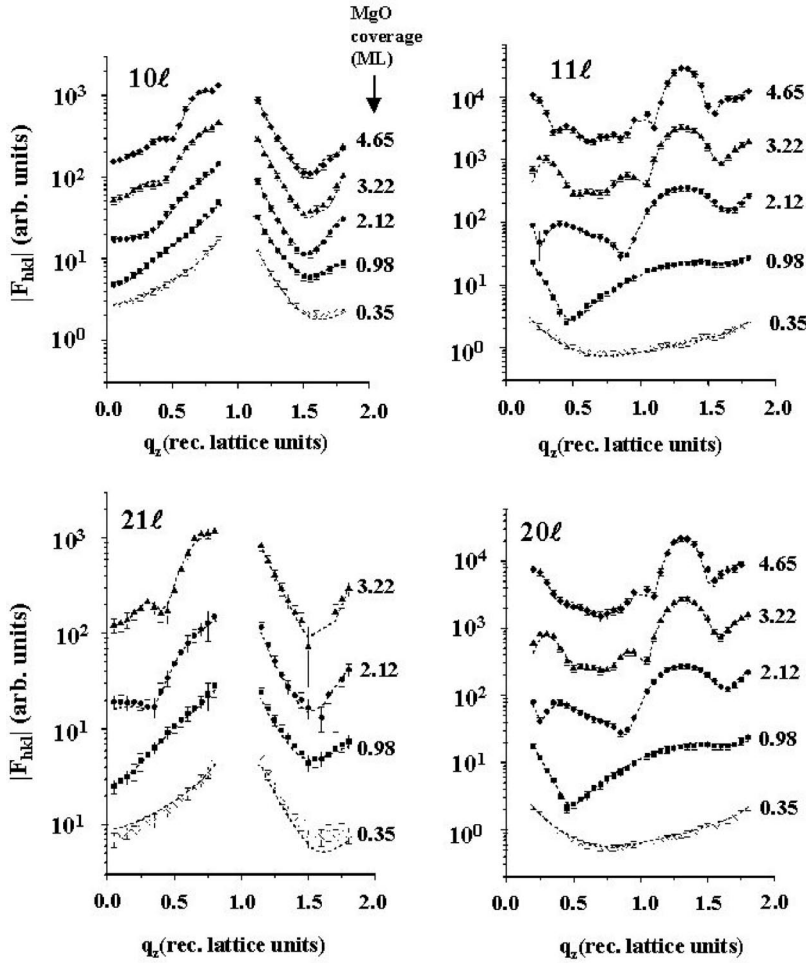 MgO
coverage
(ML)
10ℓ
10³
10²
10¹
10⁰
|F_hkl| (arb. units)
4.65
3.22
2.12
0.98
0.35
0.0 0.5 1.0 1.5 2.0
q_z(rec. lattice units)
11ℓ
10⁴
10³
10²
10¹
10⁰
|F_hkl| (arb. units)
4.65
3.22
2.12
0.98
0.35
0.0 0.5 1.0 1.5 2.0
q_z(rec. lattice units)
21ℓ
10³
10²
10¹
10¹
|F_hkl| (arb. units)
3.22
2.12
0.98
0.35
0.0 0.5 1.0 1.5 2.0
q_z(rec. lattice units)
20ℓ
10⁴
10³
10²
10¹
10⁰
|F_hkl| (arb. units)
4.65
3.22
2.12
0.98
0.35
0.0 0.5 1.0 1.5 2.0
q_z(rec. lattice units)